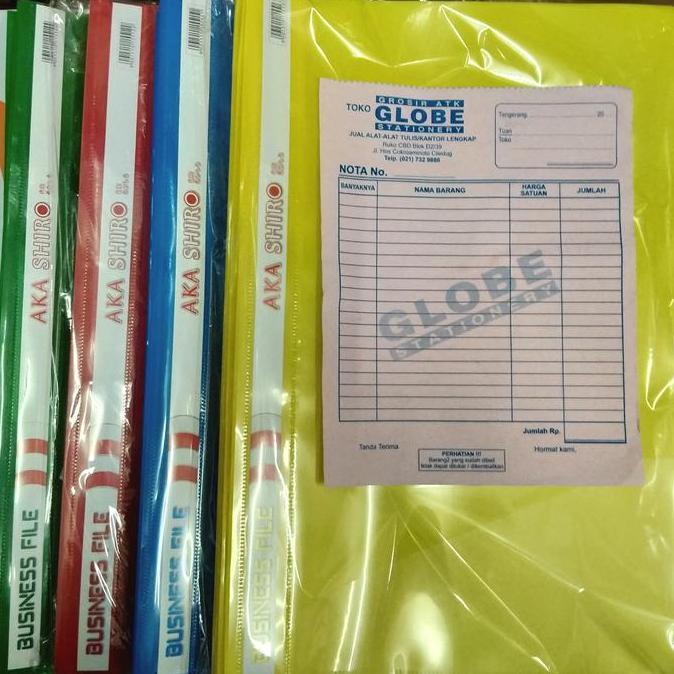 AKA SHIRO
BUSINESS FILE
AKA SHIRO
BUSINESS FILE
AKA SHIRO
BUSINESS FILE
AKA SHIRO
BUSINESS FILE
TOKO
GROSIR ATK
GLOBE
STATIONERY
JUAL ALAT-ALAT TULIS/KANTOR LENGKAP
Ruko CBD Blok D2/39
Jl. Hos Cokroaminoto Ciledug
Telp. (021) 732 9886
Tangerang, 20
Tuan
Toko
NOTA No.
BANYAKNYA NAMA BARANG HARGA SATUAN JUMLAH
GLOBE
STATIONERY
Jumlah Rp.
Tanda Terima
Hormat kami,
PERHATIAN !!!
Barang2 yang sudah dibeli
tidak dapat ditukar / dikembalikan